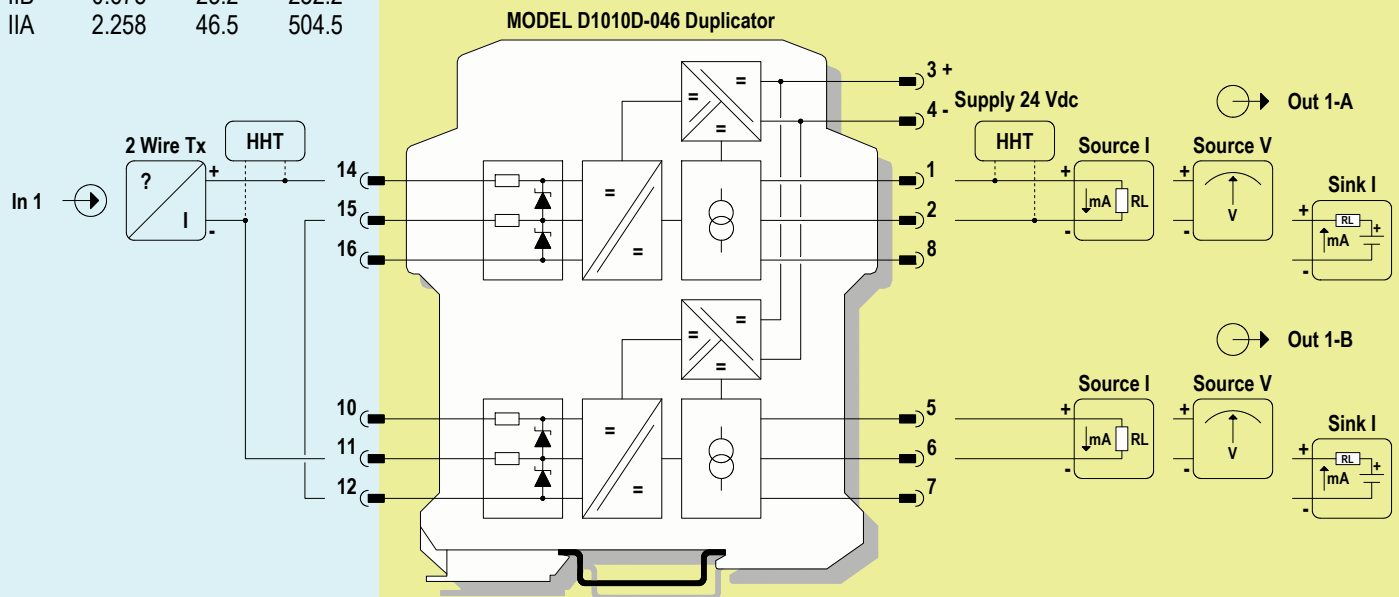 IIA 2.258 46.5 504.5
MODEL D1010D-046 Duplicator
In 1
2 Wire Tx
?
I
+
-
HHT
14
15
16
10
11
12
=
=
=
=
=
=
=
=
=
=
3 +
4 -
Supply 24 Vdc
1
2
8
5
6
7
HHT
Out 1-A
Source I
+
-
mA
RL
Source V
+
-
V
Sink I
+
-
RL
mA
+
Out 1-B
Source I
+
-
mA
RL
Source V
+
-
V
Sink I
+
-
RL
mA
+